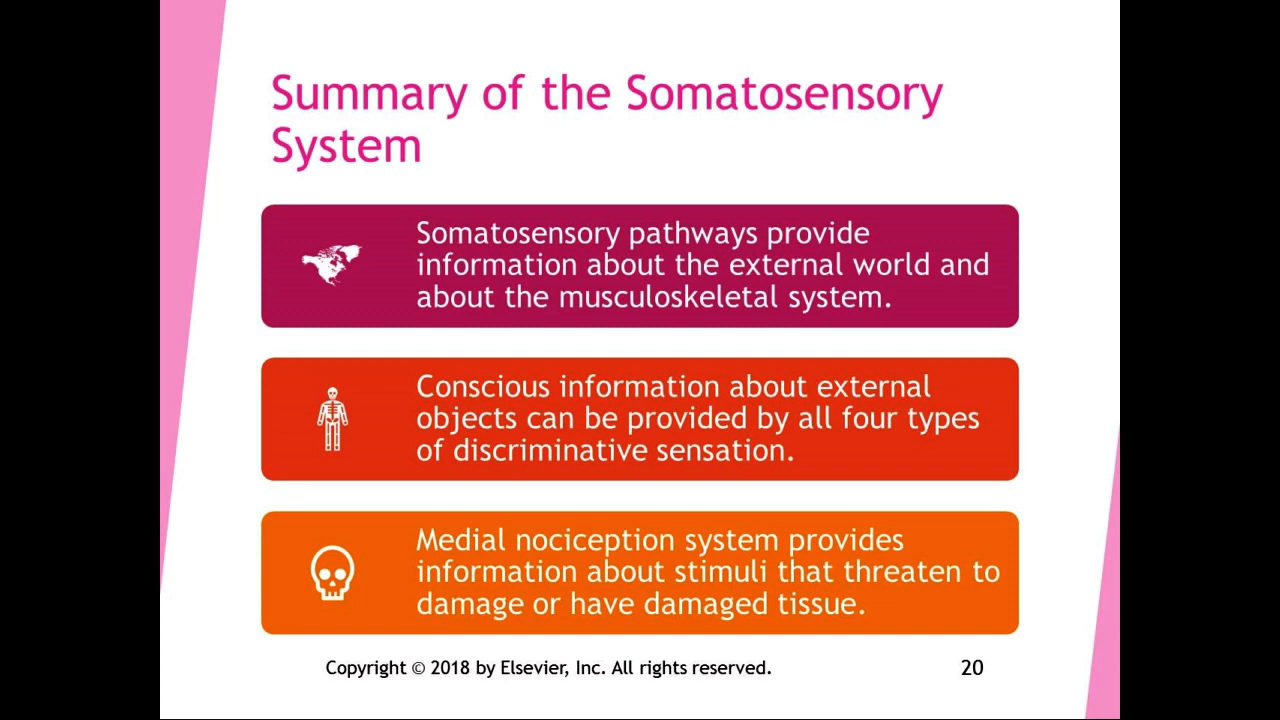 Summary of the Somatosensory
System
Somatosensory pathways provide
information about the external world and
about the musculoskeletal system.
Conscious information about external
objects can be provided by all four types
of discriminative sensation.
Medial nociception system provides
information about stimuli that threaten to
damage or have damaged tissue.
Copyright © 2018 by Elsevier, Inc. All rights reserved.
20